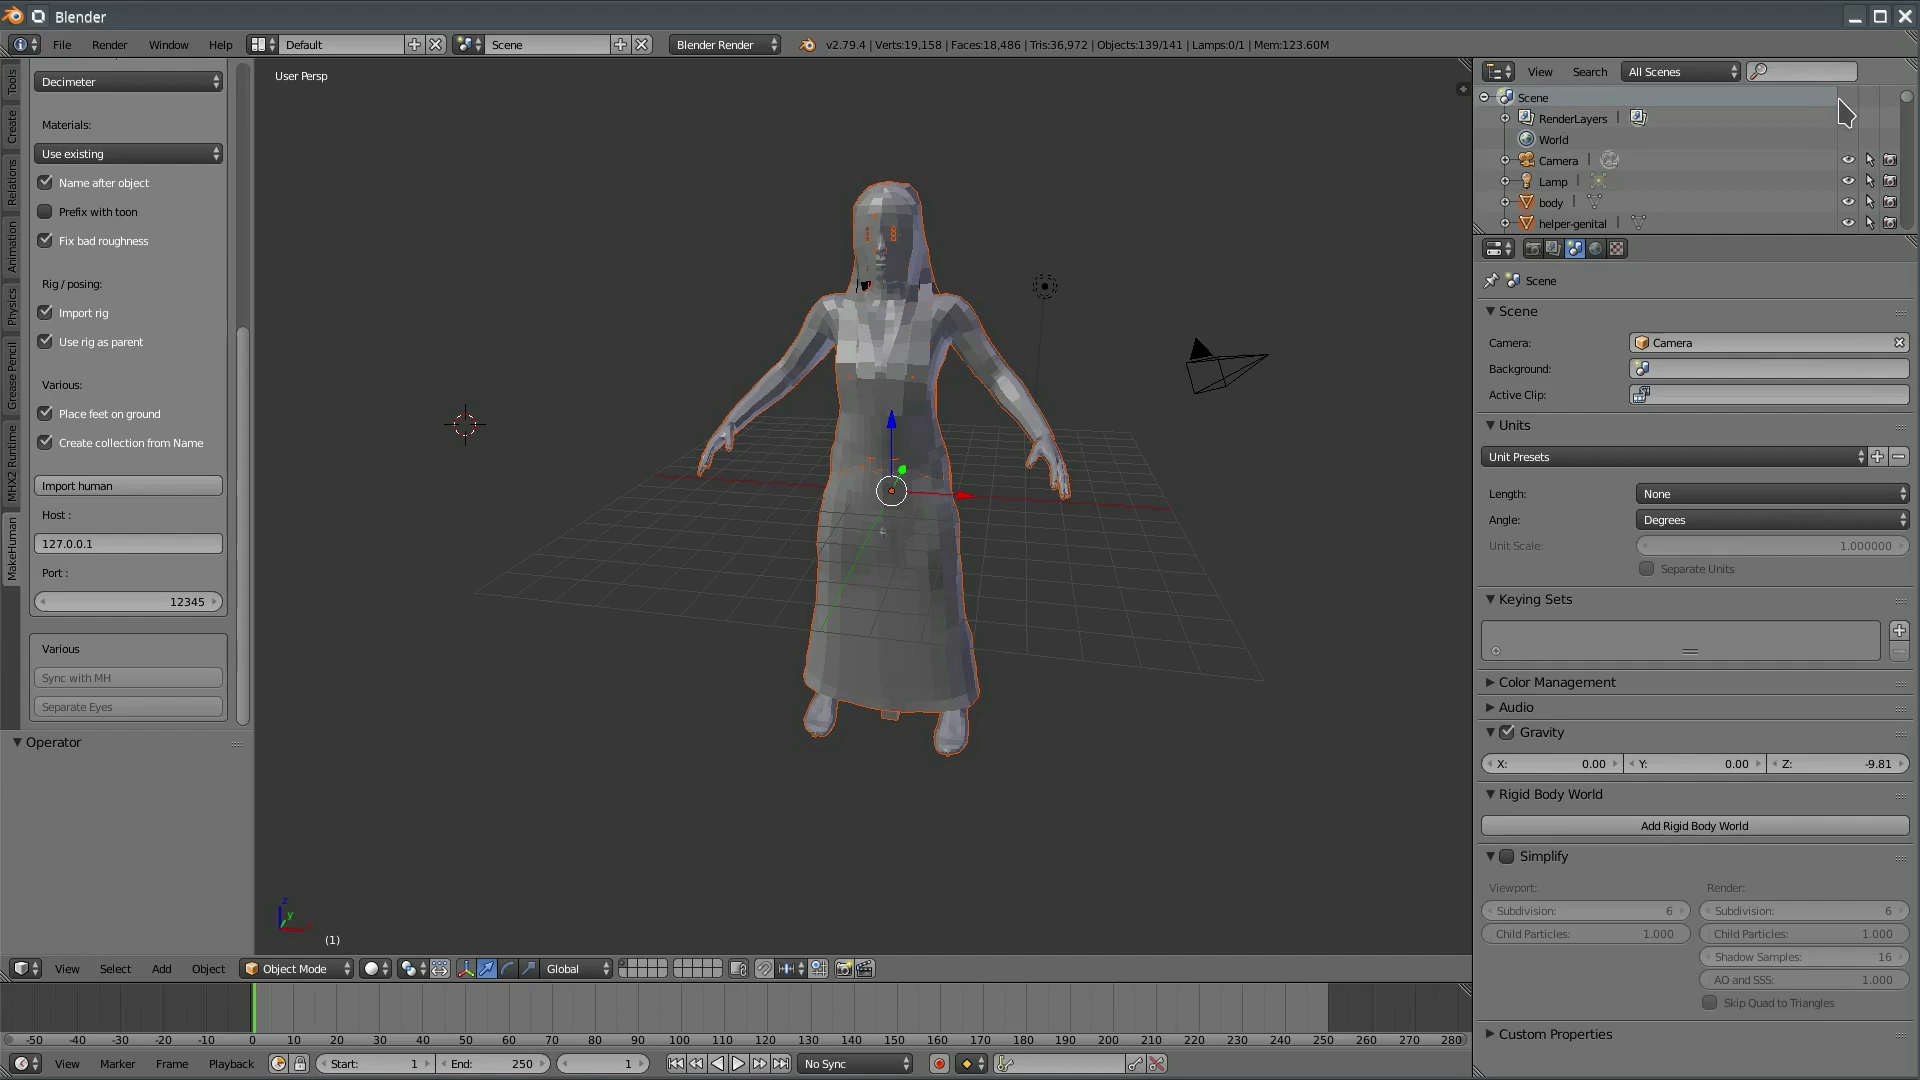 Blender
File Render Window Help Default Scene Blender Render v2.79.4 | Verts:19,158 | Faces:18,486 | Tris:36,972 | Objects:139/141 | Lamps:0/1 | Mem:123.60M
Tools
Create
Relations
Animation
Physics
Grease Pencil
MHX2 Runtime
MakeHuman
Decimeter
Materials:
Use existing
Name after object
Prefix with toon
Fix bad roughness
Rig / posing:
Import rig
Use rig as parent
Various:
Place feet on ground
Create collection from Name
Import human
Host :
127.0.0.1
Port :
12345
Various
Sync with MH
Separate Eyes
Operator
User Persp
z
y
x
(1)
View Select Add Object Object Mode Global
-50 -40 -30 -20 -10 0 10 20 30 40 50 60 70 80 90 100 110 120 130 140 150 160 170 180 190 200 210 220 230 240 250 260 270 280
View Marker Frame Playback Start: 1 End: 250 1 No Sync
View Search All Scenes
Scene
RenderLayers
World
Camera
Lamp
body
helper-genital
Scene
Scene
Camera: Camera
Background:
Active Clip:
Units
Unit Presets
Length: None
Angle: Degrees
Unit Scale: 1.000000
Separate Units
Keying Sets
Color Management
Audio
Gravity
X: 0.00 Y: 0.00 Z: -9.81
Rigid Body World
Add Rigid Body World
Simplify
Viewport: Render:
Subdivision: 6 Subdivision: 6
Child Particles: 1.000 Child Particles: 1.000
Shadow Samples: 16
AO and SSS: 1.000
Skip Quad to Triangles
Custom Properties